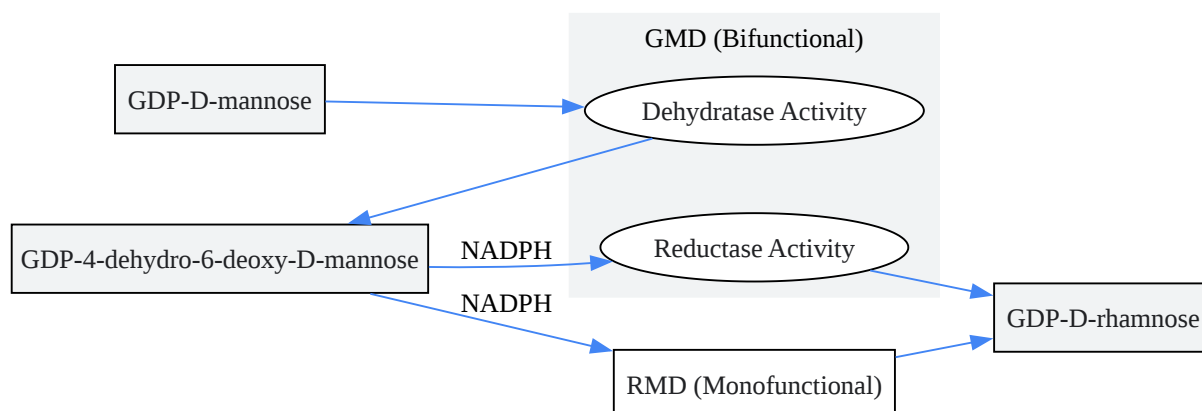 GMD (Bifunctional)
GDP-D-mannose
Dehydratase Activity
GDP-4-dehydro-6-deoxy-D-mannose
NADPH
Reductase Activity
NADPH
GDP-D-rhamnose
RMD (Monofunctional)